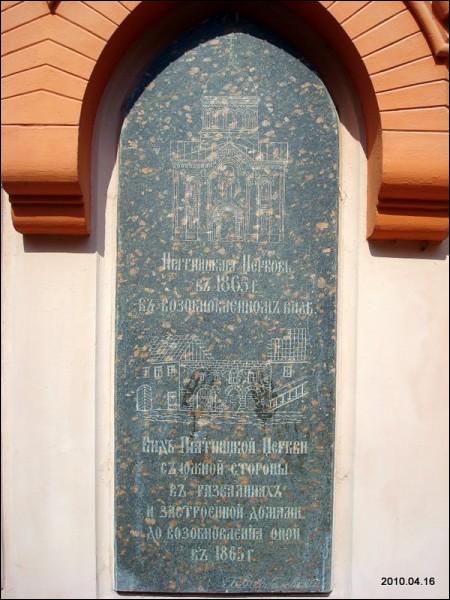 Пятницкая Церковь
въ 1865 г.
въ возобновленномъ видѣ.
Видъ Пятницкой Церкви
съ южной стороны
въ развалинахъ
и застроенной домами
до возобновленія оной
въ 1865 г.
2010.04.16